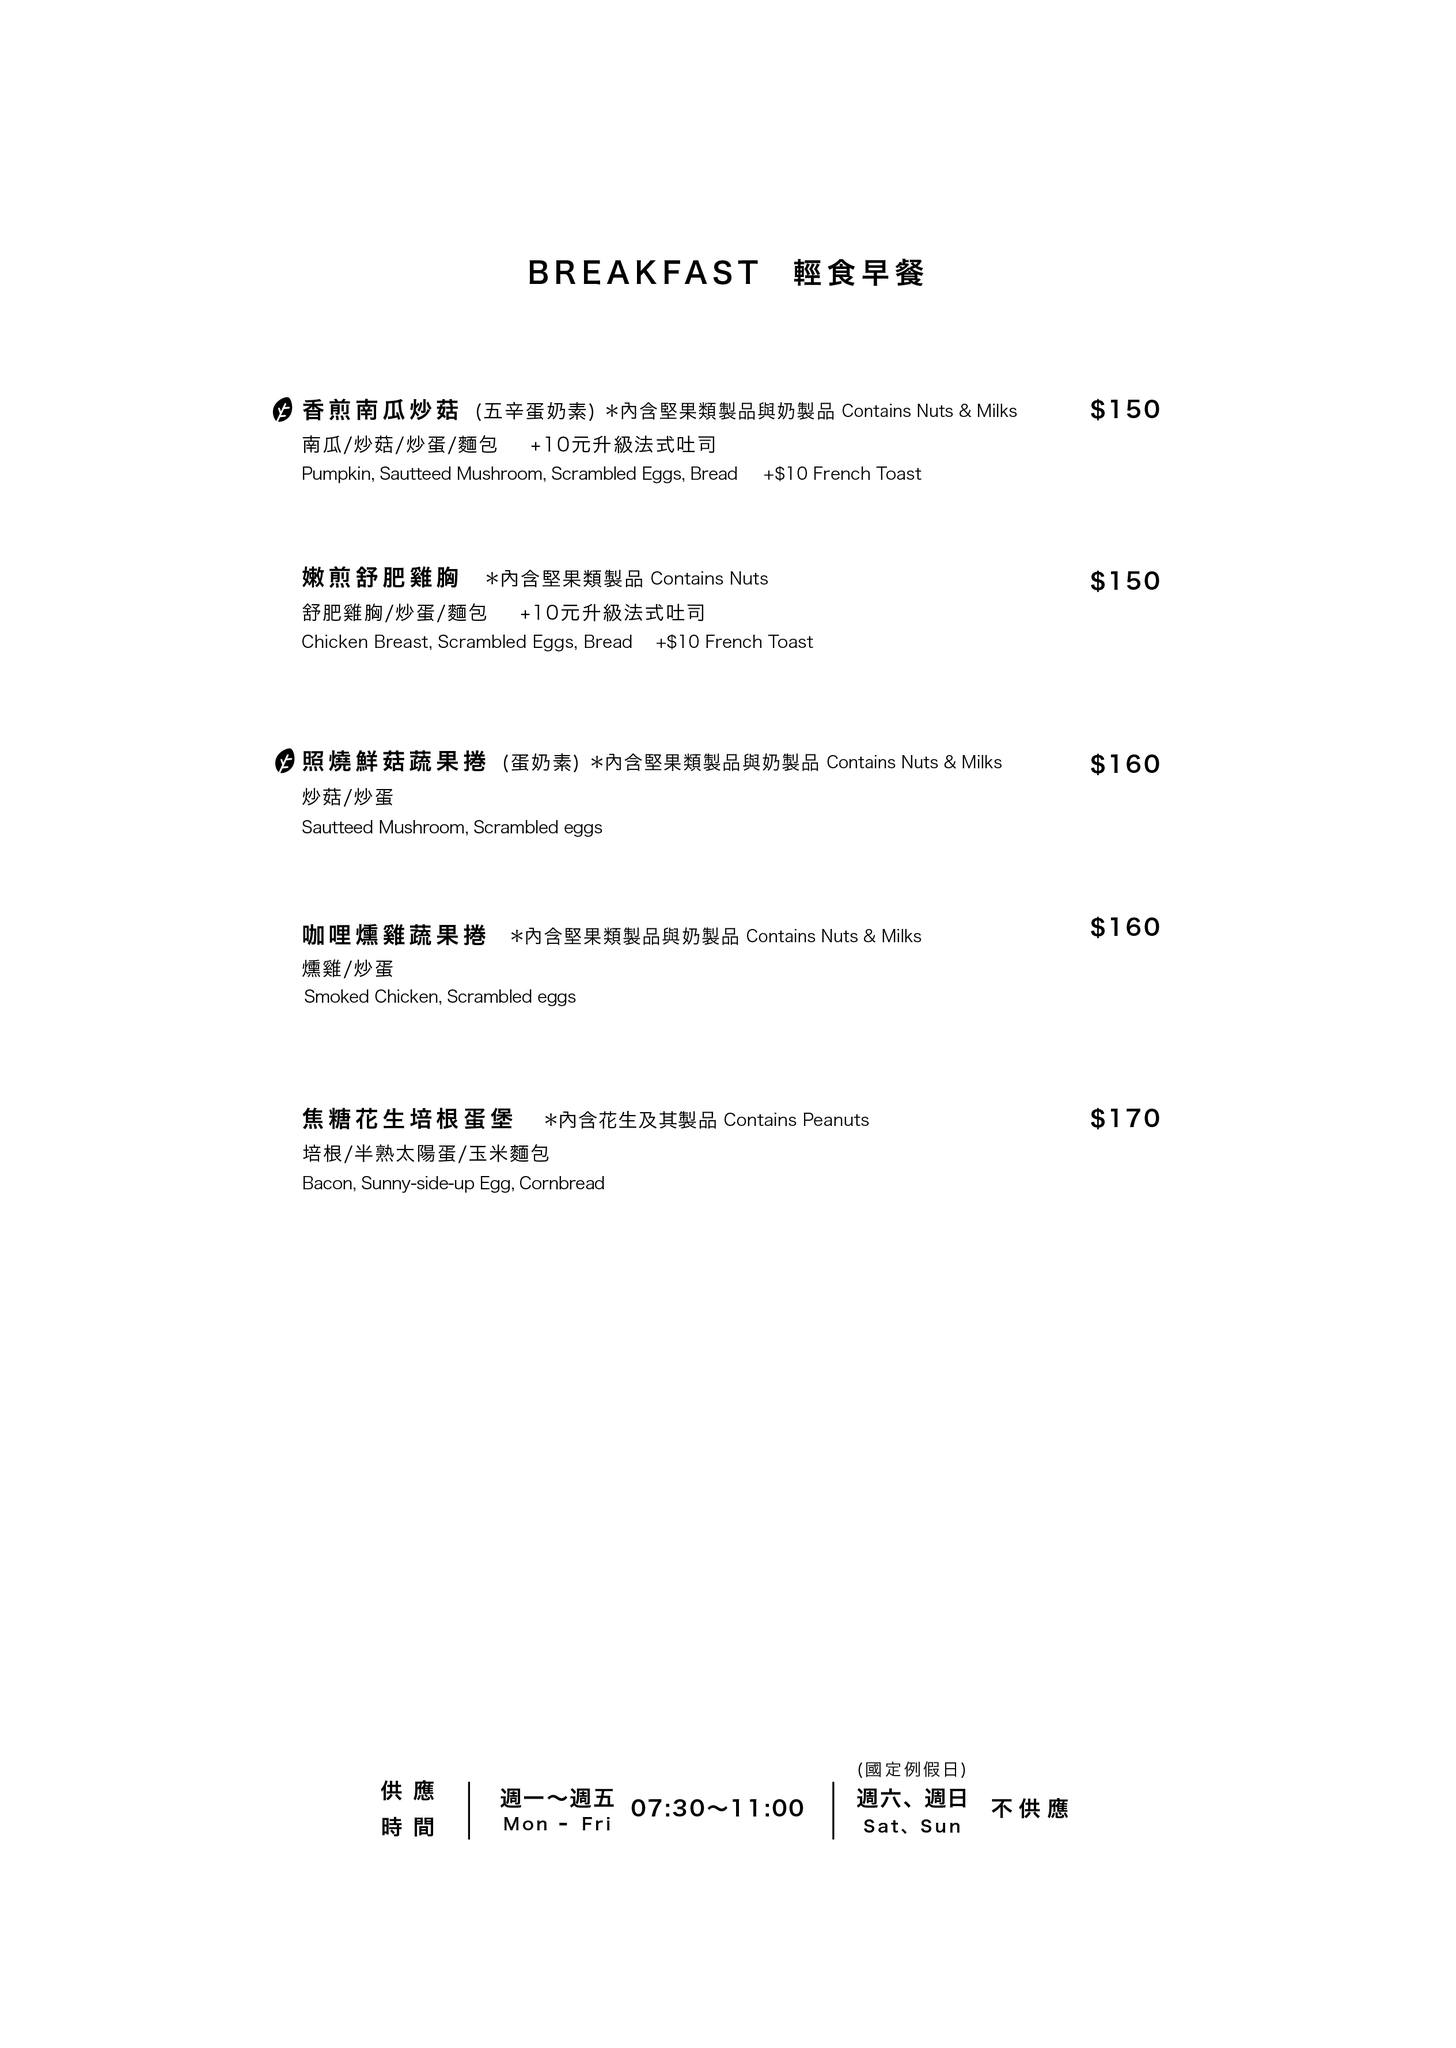 BREAKFAST 輕食早餐
香煎南瓜炒菇 (五辛蛋奶素) *內含堅果類製品與奶製品 Contains Nuts & Milks $150
南瓜/炒菇/炒蛋/麵包 +10元升級法式吐司
Pumpkin, Sautteed Mushroom, Scrambled Eggs, Bread +$10 French Toast
嫩煎舒肥雞胸 *內含堅果類製品 Contains Nuts $150
舒肥雞胸/炒蛋/麵包 +10元升級法式吐司
Chicken Breast, Scrambled Eggs, Bread +$10 French Toast
照燒鮮菇蔬果捲 (蛋奶素) *內含堅果類製品與奶製品 Contains Nuts & Milks $160
炒菇/炒蛋
Sautteed Mushroom, Scrambled eggs
咖哩燻雞蔬果捲 *內含堅果類製品與奶製品 Contains Nuts & Milks $160
燻雞/炒蛋
Smoked Chicken, Scrambled eggs
焦糖花生培根蛋堡 *內含花生及其製品 Contains Peanuts $170
培根/半熟太陽蛋/玉米麵包
Bacon, Sunny-side-up Egg, Cornbread
供應
時間
週一～週五
Mon - Fri
07:30～11:00
(國定例假日)
週六、週日
Sat、Sun
不供應